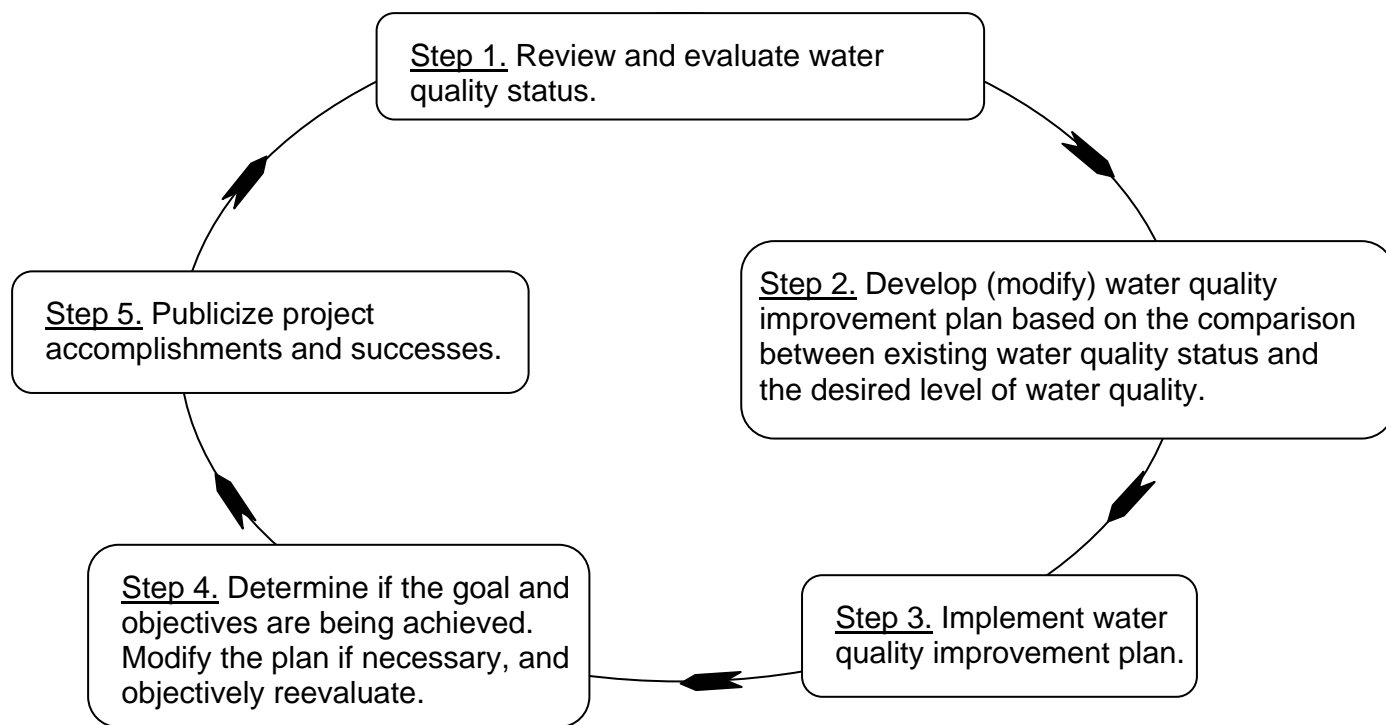 Step 1. Review and evaluate water
quality status.
Step 2. Develop (modify) water quality
improvement plan based on the comparison
between existing water quality status and
the desired level of water quality.
Step 3. Implement water
quality improvement plan.
Step 4. Determine if the goal and
objectives are being achieved.
Modify the plan if necessary, and
objectively reevaluate.
Step 5. Publicize project
accomplishments and successes.